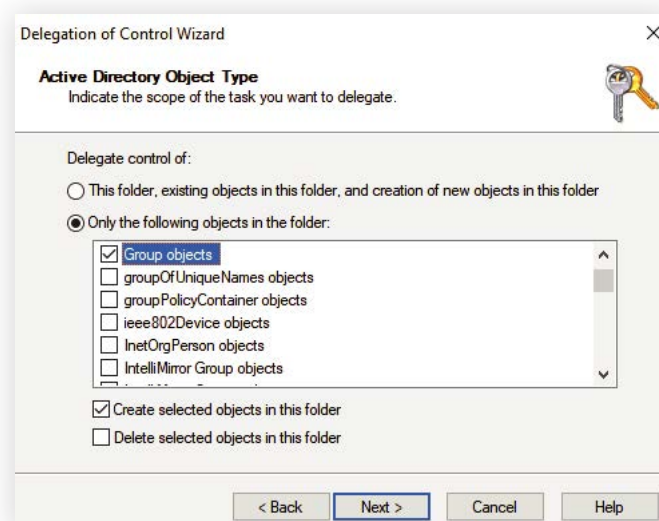 Delegation of Control Wizard
Active Directory Object Type
Indicate the scope of the task you want to delegate.
Delegate control of:
This folder, existing objects in this folder, and creation of new objects in this folder
Only the following objects in the folder:
Group objects
groupOfUniqueNames objects
groupPolicyContainer objects
ieee802Device objects
InetOrgPerson objects
IntelliMirror Group objects
Create selected objects in this folder
Delete selected objects in this folder
< Back Next > Cancel Help